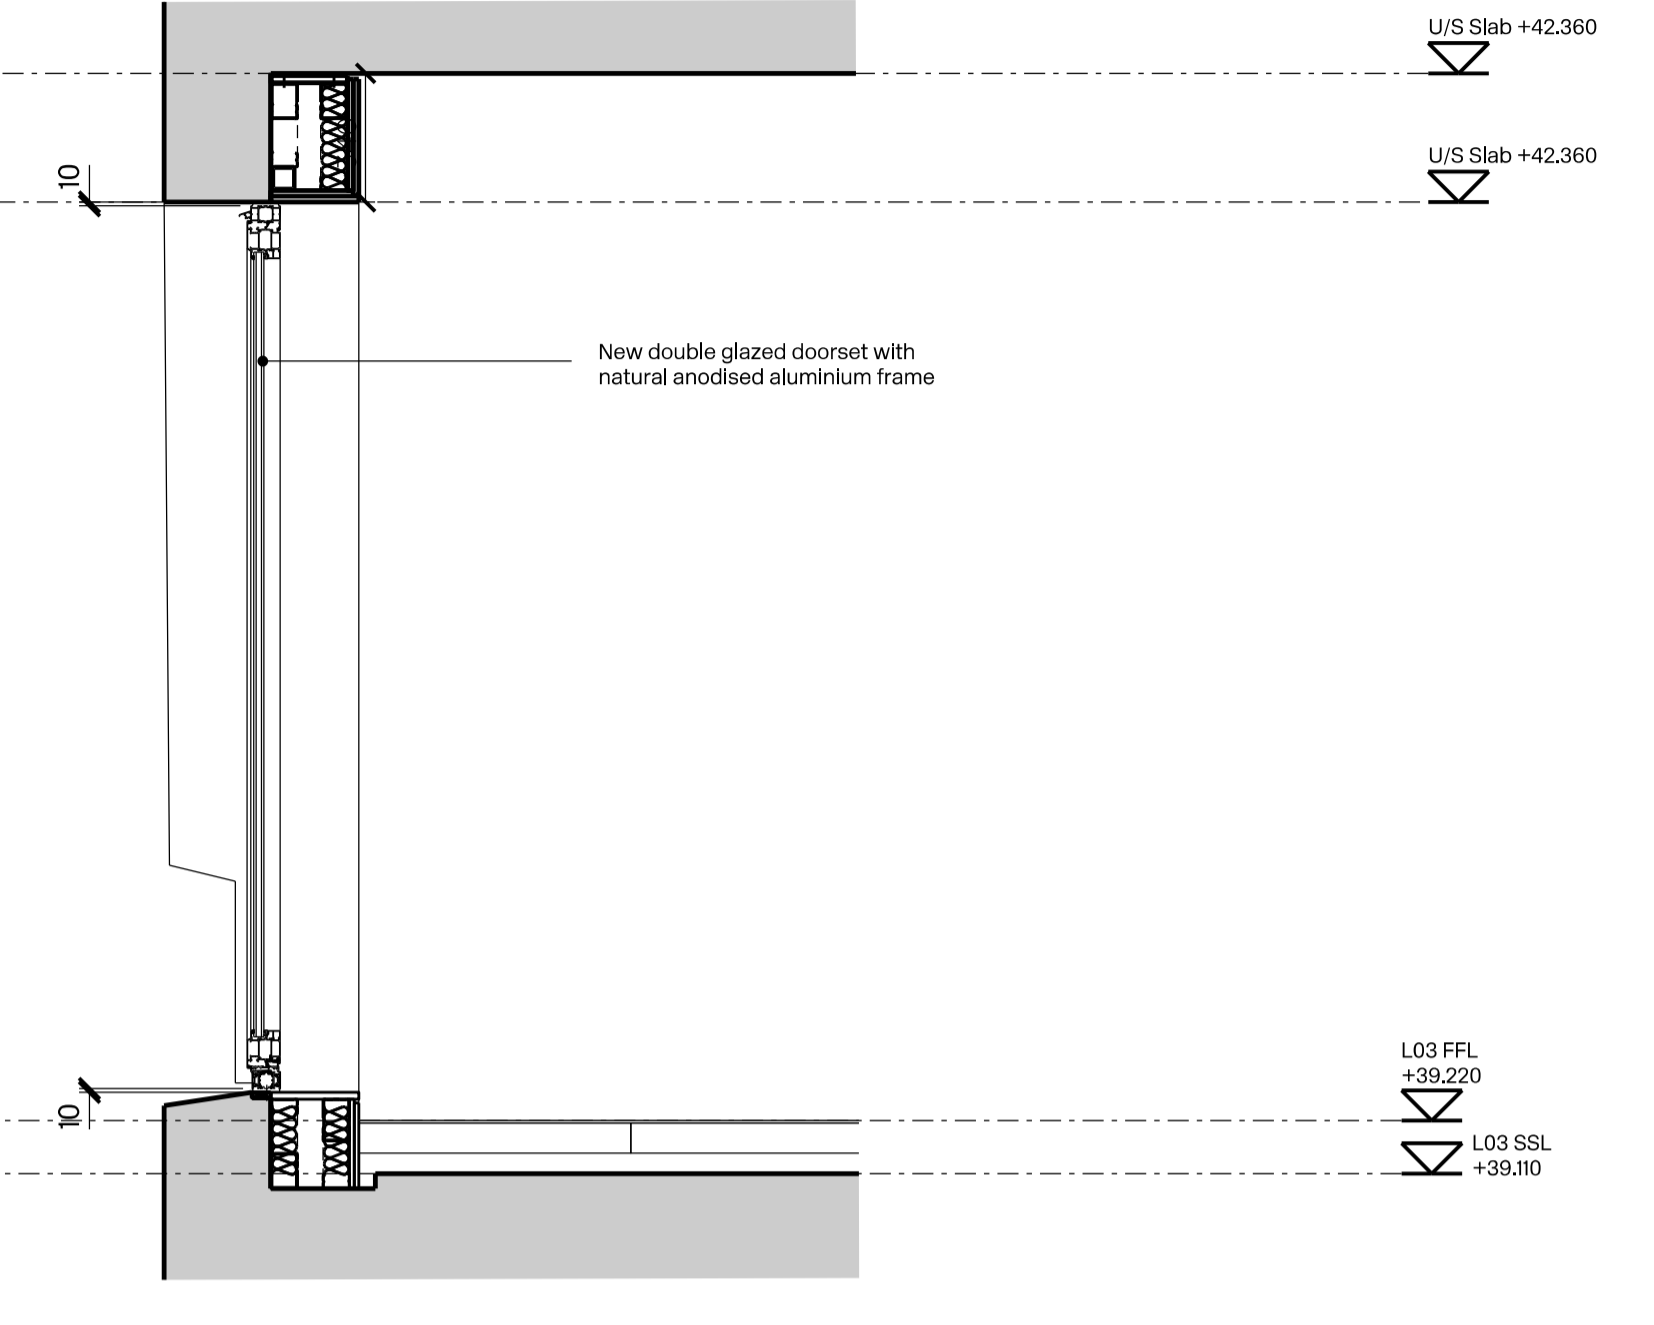 U/S Slab +42.360
U/S Slab +42.360
10
New double glazed doorset with
natural anodised aluminium frame
L03 FFL
+39.220
10
L03 SSL
+39.110